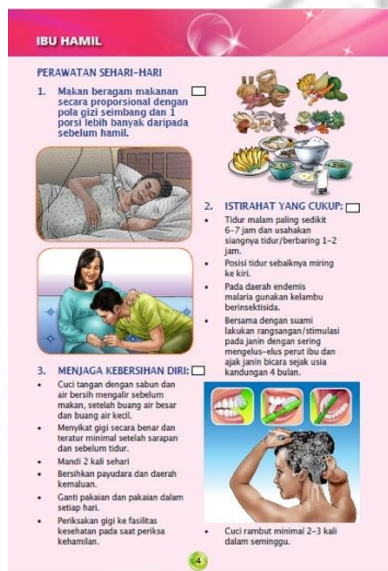 IBU HAMIL
PERAWATAN SEHARI-HARI
1. Makan beragam makanan
secara proporsional dengan
pola gizi seimbang dan 1
porsi lebih banyak daripada
sebelum hamil.
2. ISTIRAHAT YANG CUKUP:
• Tidur malam paling sedikit
6-7 jam dan usahakan
siangnya tidur/berbaring 1-2
jam.
• Posisi tidur sebaiknya miring
ke kiri.
• Pada daerah endemis
malaria gunakan kelambu
berinsektisida.
• Bersama dengan suami
lakukan rangsangan/stimulasi
pada janin dengan sering
mengelus-elus perut ibu dan
ajak janin bicara sejak usia
kandungan 4 bulan.
3. MENJAGA KEBERSIHAN DIRI:
• Cuci tangan dengan sabun dan
air bersih mengalir sebelum
makan, setelah buang air besar
dan buang air kecil.
• Menyikat gigi secara benar dan
teratur minimal setelah sarapan
dan sebelum tidur.
• Mandi 2 kali sehari
• Bersihkan payudara dan daerah
kemaluan.
• Ganti pakaian dan pakaian dalam
setiap hari.
• Periksakan gigi ke fasilitas
kesehatan pada saat periksa
kehamilan.
• Cuci rambut minimal 2-3 kali
dalam seminggu.
4